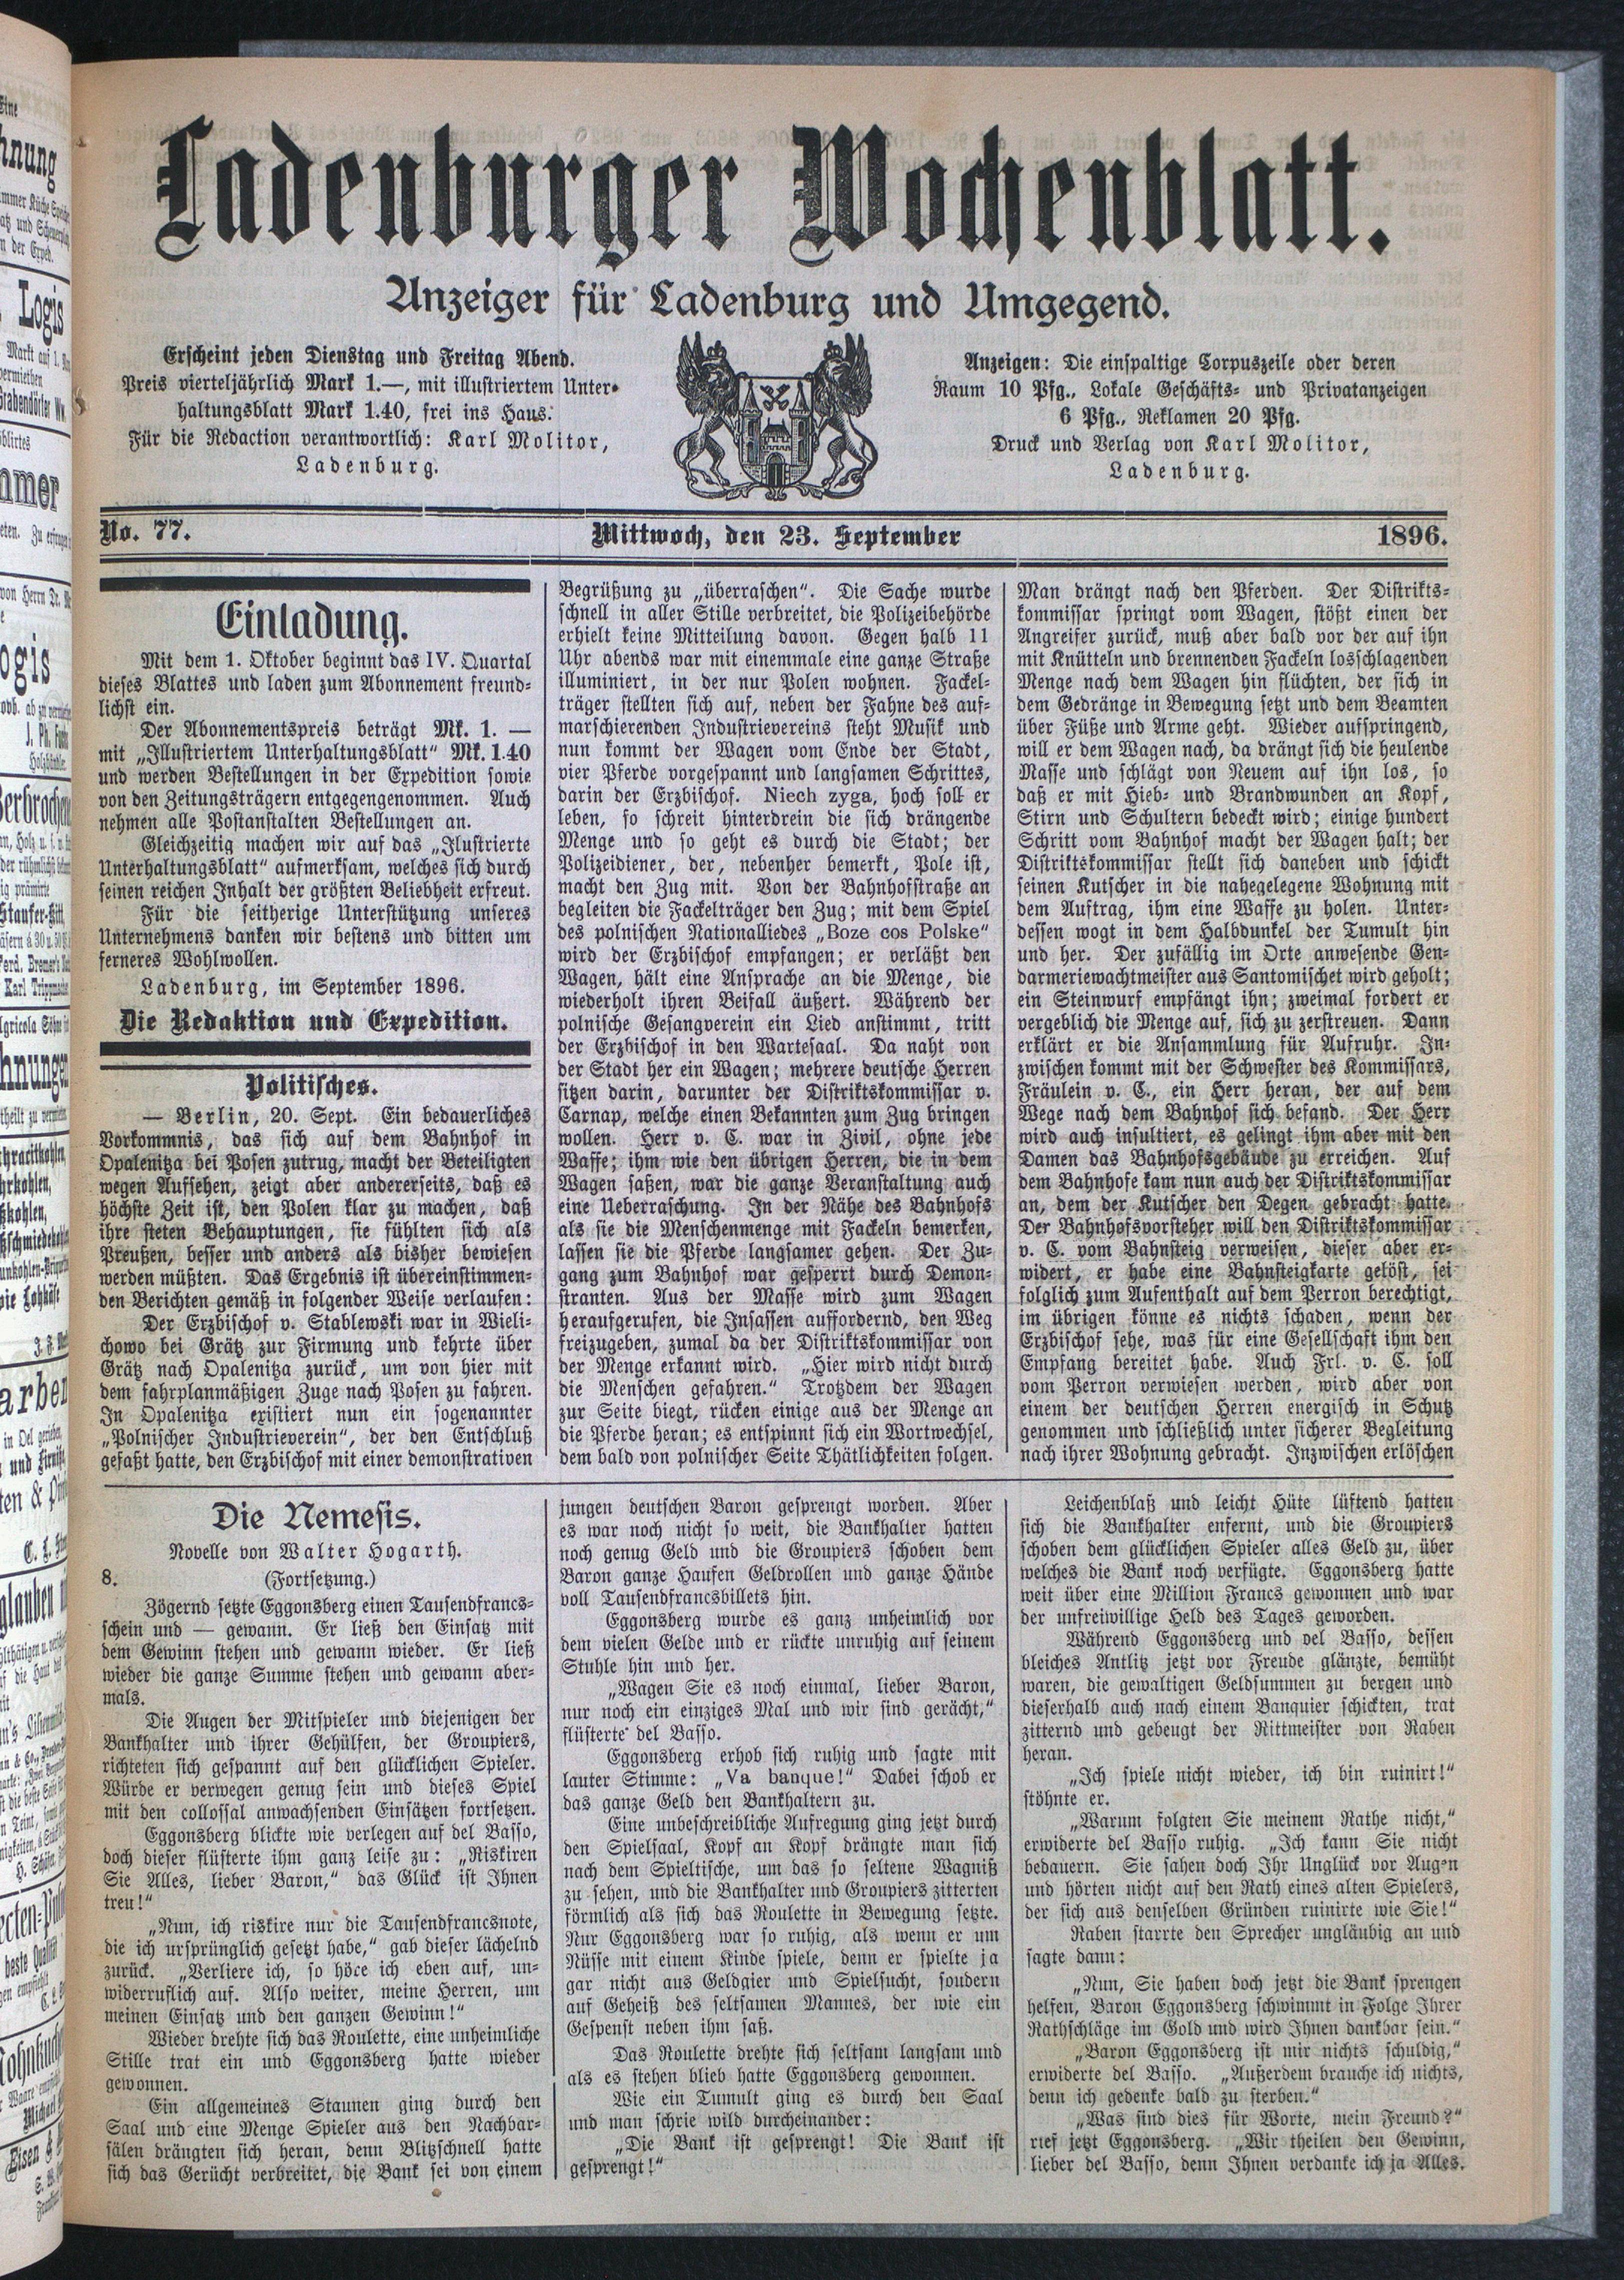 Ladenburger Wochenblatt.
Anzeiger für Ladenburg und Umgegend.
Erscheint jeden Dienstag und Freitag Abend.
Preis vierteljährlich Mark 1.—, mit illustriertem Unter-
haltungsblatt Mark 1.40, frei ins Haus.
Für die Redaction verantwortlich: Karl Molitor,
Ladenburg.
Anzeigen: Die einspaltige Corpuszeile oder deren
Raum 10 Pfg., Lokale Geschäfts- und Privatanzeigen
6 Pfg., Reklamen 20 Pfg.
Druck und Verlag von Karl Molitor,
Ladenburg.
No. 77. Mittwoch, den 23. September 1896.
Einladung.
Mit dem 1. Oktober beginnt das IV. Quartal
dieses Blattes und laden zum Abonnement freund-
lichst ein.
Der Abonnementspreis beträgt Mk. 1. —
mit „Illustriertem Unterhaltungsblatt“ Mk. 1.40
und werden Bestellungen in der Expedition sowie
von den Zeitungsträgern entgegengenommen. Auch
nehmen alle Postanstalten Bestellungen an.
Gleichzeitig machen wir auf das „Ilustrierte
Unterhaltungsblatt“ aufmerksam, welches sich durch
seinen reichen Inhalt der größten Beliebheit erfreut.
Für die seitherige Unterstützung unseres
Unternehmens danken wir bestens und bitten um
ferneres Wohlwollen.
Ladenburg, im September 1896.
Die Redaktion und Expedition.
Politisches.
— Berlin, 20. Sept. Ein bedauerliches
Vorkommnis, das sich auf dem Bahnhof in
Opalenitza bei Posen zutrug, macht der Beteiligten
wegen Aufsehen, zeigt aber andererseits, daß es
höchste Zeit ist, den Polen klar zu machen, daß
ihre steten Behauptungen, sie fühlten sich als
Preußen, besser und anders als bisher bewiesen
werden müßten. Das Ergebnis ist übereinstimmen-
den Berichten gemäß in folgender Weise verlaufen:
Der Erzbischof v. Stablewski war in Wieli-
chowo bei Grätz zur Firmung und kehrte über
Grätz nach Opalenitza zurück, um von hier mit
dem fahrplanmäßigen Zuge nach Posen zu fahren.
In Opalenitza existiert nun ein sogenannter
„Polnischer Industrieverein“, der den Entschluß
gefaßt hatte, den Erzbischof mit einer demonstrativen
Begrüßung zu „überraschen“. Die Sache wurde
schnell in aller Stille verbreitet, die Polizeibehörde
erhielt keine Mitteilung davon. Gegen halb 11
Uhr abends war mit einemmale eine ganze Straße
illuminiert, in der nur Polen wohnen. Fackel-
träger stellten sich auf, neben der Fahne des auf-
marschierenden Industrievereins steht Musik und
nun kommt der Wagen vom Ende der Stadt,
vier Pferde vorgespannt und langsamen Schrittes,
darin der Erzbischof. Niech zyga, hoch soll er
leben, so schreit hinterdrein die sich drängende
Menge und so geht es durch die Stadt; der
Polizeidiener, der, nebenher bemerkt, Pole ist,
macht den Zug mit. Von der Bahnhofstraße an
begleiten die Fackelträger den Zug; mit dem Spiel
des polnischen Nationalliedes „Boze cos Polske“
wird der Erzbischof empfangen; er verläßt den
Wagen, hält eine Ansprache an die Menge, die
wiederholt ihren Beifall äußert. Während der
polnische Gesangverein ein Lied anstimmt, tritt
der Erzbischof in den Wartesaal. Da naht von
der Stadt her ein Wagen; mehrere deutsche Herren
sitzen darin, darunter der Distriktskommissar v.
Carnap, welche einen Bekannten zum Zug bringen
wollen. Herr v. C. war in Zivil, ohne jede
Waffe; ihm wie den übrigen Herren, die in dem
Wagen saßen, war die ganze Veranstaltung auch
eine Ueberraschung. In der Nähe des Bahnhofs
als sie die Menschenmenge mit Fackeln bemerken,
lassen sie die Pferde langsamer gehen. Der Zu-
gang zum Bahnhof war gesperrt durch Demon-
stranten. Aus der Masse wird zum Wagen
heraufgerufen, die Insassen auffordernd, den Weg
freizugeben, zumal da der Distriktskommissar von
der Menge erkannt wird. „Hier wird nicht durch
die Menschen gefahren.“ Trotzdem der Wagen
zur Seite biegt, rücken einige aus der Menge an
die Pferde heran; es entspinnt sich ein Wortwechsel,
dem bald von polnischer Seite Thätlichkeiten folgen.
Man drängt nach den Pferden. Der Distrikts-
kommissar springt vom Wagen, stößt einen der
Angreifer zurück, muß aber bald vor der auf ihn
mit Knütteln und brennenden Fackeln losschlagenden
Menge nach dem Wagen hin flüchten, der sich in
dem Gedränge in Bewegung setzt und dem Beamten
über Füße und Arme geht. Wieder aufspringend,
will er dem Wagen nach, da drängt sich die heulende
Masse und schlägt von Neuem auf ihn los, so
daß er mit Hieb- und Brandwunden an Kopf,
Stirn und Schultern bedeckt wird; einige hundert
Schritt vom Bahnhof macht der Wagen halt; der
Distriktskommissar stellt sich daneben und schickt
seinen Kutscher in die nahegelegene Wohnung mit
dem Auftrag, ihm eine Waffe zu holen. Unter-
dessen wogt in dem Halbdunkel der Tumult hin
und her. Der zufällig im Orte anwesende Gen-
darmeriewachtmeister aus Santomischet wird geholt;
ein Steinwurf empfängt ihn; zweimal fordert er
vergeblich die Menge auf, sich zu zerstreuen. Dann
erklärt er die Ansammlung für Aufruhr. In-
zwischen kommt mit der Schwester des Kommissars,
Fräulein v. C., ein Herr heran, der auf dem
Wege nach dem Bahnhof sich befand. Der Herr
wird auch insultiert, es gelingt ihm aber mit den
Damen das Bahnhofsgebäude zu erreichen. Auf
dem Bahnhofe kam nun auch der Distriktskommissar
an, dem der Kutscher den Degen gebracht hatte.
Der Bahnhofsvorsteher will den Distriktskommissar
v. C. vom Bahnsteig verweisen, dieser aber er-
widert, er habe eine Bahnsteigkarte gelöst, sei
folglich zum Aufenthalt auf dem Perron berechtigt,
im übrigen könne es nichts schaden, wenn der
Erzbischof sehe, was für eine Gesellschaft ihm den
Empfang bereitet habe. Auch Frl. v. C. soll
vom Perron verwiesen werden, wird aber von
einem der deutschen Herren energisch in Schutz
genommen und schließlich unter sicherer Begleitung
nach ihrer Wohnung gebracht. Inzwischen erlöschen
Die Nemesis.
Novelle von Walter Hogarth.
8. (Fortsetzung.)
Zögernd setzte Eggonsberg einen Tausendfrancs-
schein und — gewann. Er ließ den Einsatz mit
dem Gewinn stehen und gewann wieder. Er ließ
wieder die ganze Summe stehen und gewann aber-
mals.
Die Augen der Mitspieler und diejenigen der
Bankhalter und ihrer Gehülfen, der Groupiers,
richteten sich gespannt auf den glücklichen Spieler.
Würde er verwegen genug sein und dieses Spiel
mit den collossal anwachsenden Einsätzen fortsetzen.
Eggonsberg blickte wie verlegen auf del Basso,
doch dieser flüsterte ihm ganz leise zu: „Riskiren
Sie Alles, lieber Baron,“ das Glück ist Ihnen
treu!“
„Nun, ich riskire nur die Tausendfrancsnote,
die ich ursprünglich gesetzt habe,“ gab dieser lächelnd
zurück. „Verliere ich, so höre ich eben auf, un-
widerruflich auf. Also weiter, meine Herren, um
meinen Einsatz und den ganzen Gewinn!“
Wieder drehte sich das Roulette, eine unheimliche
Stille trat ein und Eggonsberg hatte wieder
gewonnen.
Ein allgemeines Staunen ging durch den
Saal und eine Menge Spieler aus den Nachbar-
sälen drängten sich heran, denn Blitzschnell hatte
sich das Gerücht verbreitet, die Bank sei von einem
jungen deutschen Baron gesprengt worden. Aber
es war noch nicht so weit, die Bankhalter hatten
noch genug Geld und die Groupiers schoben dem
Baron ganze Haufen Geldrollen und ganze Hände
voll Tausendfrancsbillets hin.
Eggonsberg wurde es ganz unheimlich vor
dem vielen Gelde und er rückte unruhig auf seinem
Stuhle hin und her.
„Wagen Sie es noch einmal, lieber Baron,
nur noch ein einziges Mal und wir sind gerächt,“
flüsterte del Basso.
Eggonsberg erhob sich ruhig und sagte mit
lauter Stimme: „Va banque!“ Dabei schob er
das ganze Geld den Bankhaltern zu.
Eine unbeschreibliche Aufregung ging jetzt durch
den Spielsaal, Kopf an Kopf drängte man sich
nach dem Spieltische, um das so seltene Wagniß
zu sehen, und die Bankhalter und Groupiers zitterten
förmlich als sich das Roulette in Bewegung setzte.
Nur Eggonsberg war so ruhig, als wenn er um
Nüsse mit einem Kinde spiele, denn er spielte ja
gar nicht aus Geldgier und Spielsucht, soudern
auf Geheiß des seltsamen Mannes, der wie ein
Gespenst neben ihm saß.
Das Roulette drehte sich seltsam langsam und
als es stehen blieb hatte Eggonsberg gewonnen.
Wie ein Tumult ging es durch den Saal
und man schrie wild durcheinander:
„Die Bank ist gesprengt! Die Bank ist
gesprengt!“
Leichenblaß und leicht Hüte lüftend hatten
sich die Bankhalter enfernt, und die Groupiers
schoben dem glücklichen Spieler alles Geld zu, über
welches die Bank noch verfügte. Eggonsberg hatte
weit über eine Million Francs gewonnen und war
der unfreiwillige Held des Tages geworden.
Während Eggonsberg und del Basso, dessen
bleiches Antlitz jetzt vor Freude glänzte, bemüht
waren, die gewaltigen Geldsummen zu bergen und
dieserhalb auch nach einem Banquier schickten, trat
zitternd und gebeugt der Rittmeister von Raben
heran.
„Ich spiele nicht wieder, ich bin ruinirt!“
stöhnte er.
„Warum folgten Sie meinem Rathe nicht,“
erwiderte del Basso ruhig. „Ich kann Sie nicht
bedauern. Sie sahen doch Ihr Unglück vor Augen
und hörten nicht auf den Rath eines alten Spielers,
der sich aus denselben Gründen ruinirte wie Sie!“
Raben starrte den Sprecher ungläubig an und
sagte dann:
„Nun, Sie haben doch jetzt die Bank sprengen
helfen, Baron Eggonsberg schwimmt in Folge Ihrer
Rathschläge im Gold und wird Ihnen dankbar sein.“
„Baron Eggonsberg ist mir nichts schuldig,“
erwiderte del Basso. „Außerdem brauche ich nichts,
denn ich gedenke bald zu sterben.“
„Was sind dies für Worte, mein Freund?“
rief jetzt Eggonsberg. „Wir theilen den Gewinn,
lieber del Basso, denn Ihnen verdanke ich ja Alles.